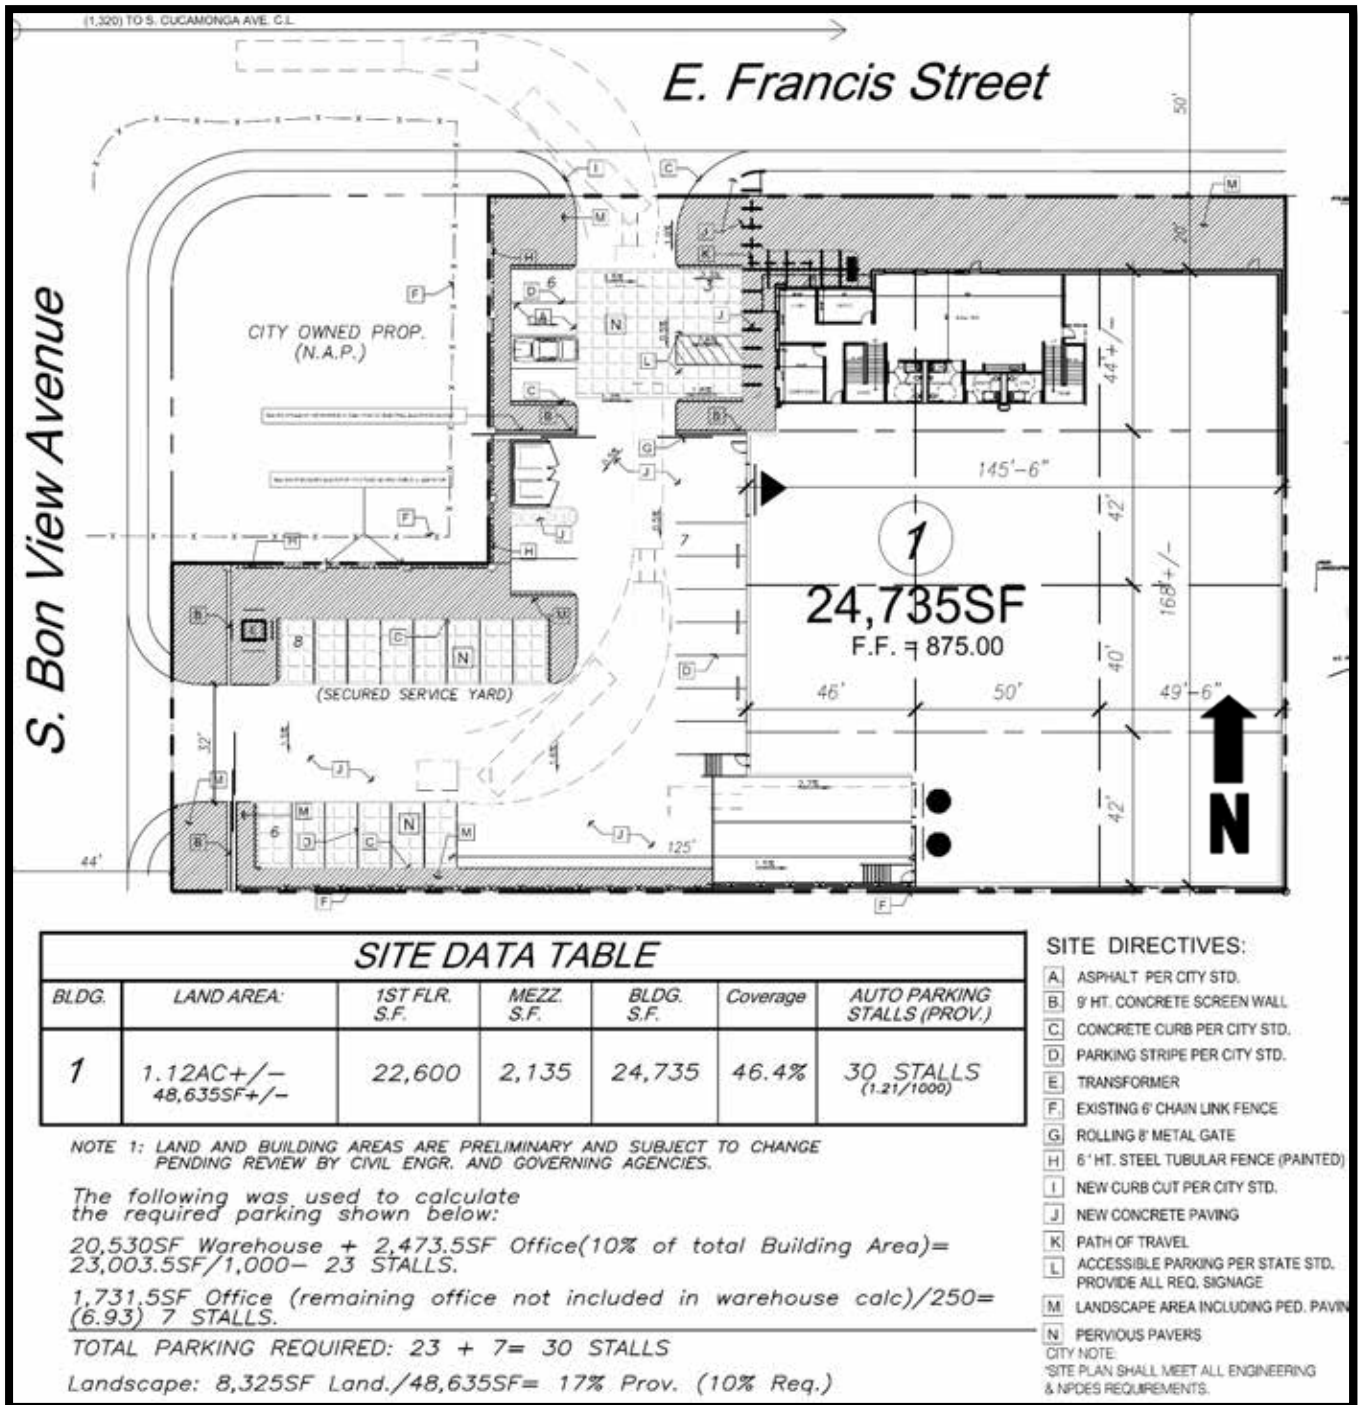 (1,320) TO S. CUCAMONGA AVE. C.L.
E. Francis Street
50'
I
C
M
M
J
20'
K
H
F
D
6
3
A
N
J
CITY OWNED PROP.
(N.A.P.)
L
44'+/-
C
B
B
G
J
145'-6"
S. Bon View Avenue
F
J
H
H
7
42'
1
168'+/-
24,735SF
F.F. = 875.00
B
E
8
C
N
M
D
40'
(SECURED SERVICE YARD)
46'
50'
49'-6"
32'
J
M
N
M
6
J
C
N
M
J
B
125'
42'
44'
F
F
SITE DATA TABLE
BLDG.
LAND AREA:
1ST FLR. S.F.
MEZZ. S.F.
BLDG. S.F.
Coverage
AUTO PARKING STALLS (PROV.)
1
1.12AC+/-
48,635SF+/-
22,600
2,135
24,735
46.4%
30 STALLS
(1.21/1000)
NOTE 1: LAND AND BUILDING AREAS ARE PRELIMINARY AND SUBJECT TO CHANGE
PENDING REVIEW BY CIVIL ENGR. AND GOVERNING AGENCIES.
The following was used to calculate
the required parking shown below:
20,530SF Warehouse + 2,473.5SF Office(10% of total Building Area)=
23,003.5SF/1,000- 23 STALLS.
1,731.5SF Office (remaining office not included in warehouse calc)/250=
(6.93) 7 STALLS.
TOTAL PARKING REQUIRED: 23 + 7= 30 STALLS
Landscape: 8,325SF Land./48,635SF= 17% Prov. (10% Req.)
SITE DIRECTIVES:
A. ASPHALT PER CITY STD.
B. 9' HT. CONCRETE SCREEN WALL
C. CONCRETE CURB PER CITY STD.
D. PARKING STRIPE PER CITY STD.
E. TRANSFORMER
F. EXISTING 6' CHAIN LINK FENCE
G. ROLLING 8' METAL GATE
H 6' HT. STEEL TUBULAR FENCE (PAINTED)
I NEW CURB CUT PER CITY STD.
J NEW CONCRETE PAVING
K PATH OF TRAVEL
L ACCESSIBLE PARKING PER STATE STD.
PROVIDE ALL REQ. SIGNAGE
M LANDSCAPE AREA INCLUDING PED. PAVIN
N PERVIOUS PAVERS
CITY NOTE:
*SITE PLAN SHALL MEET ALL ENGINEERING
& NPDES REQUIREMENTS.